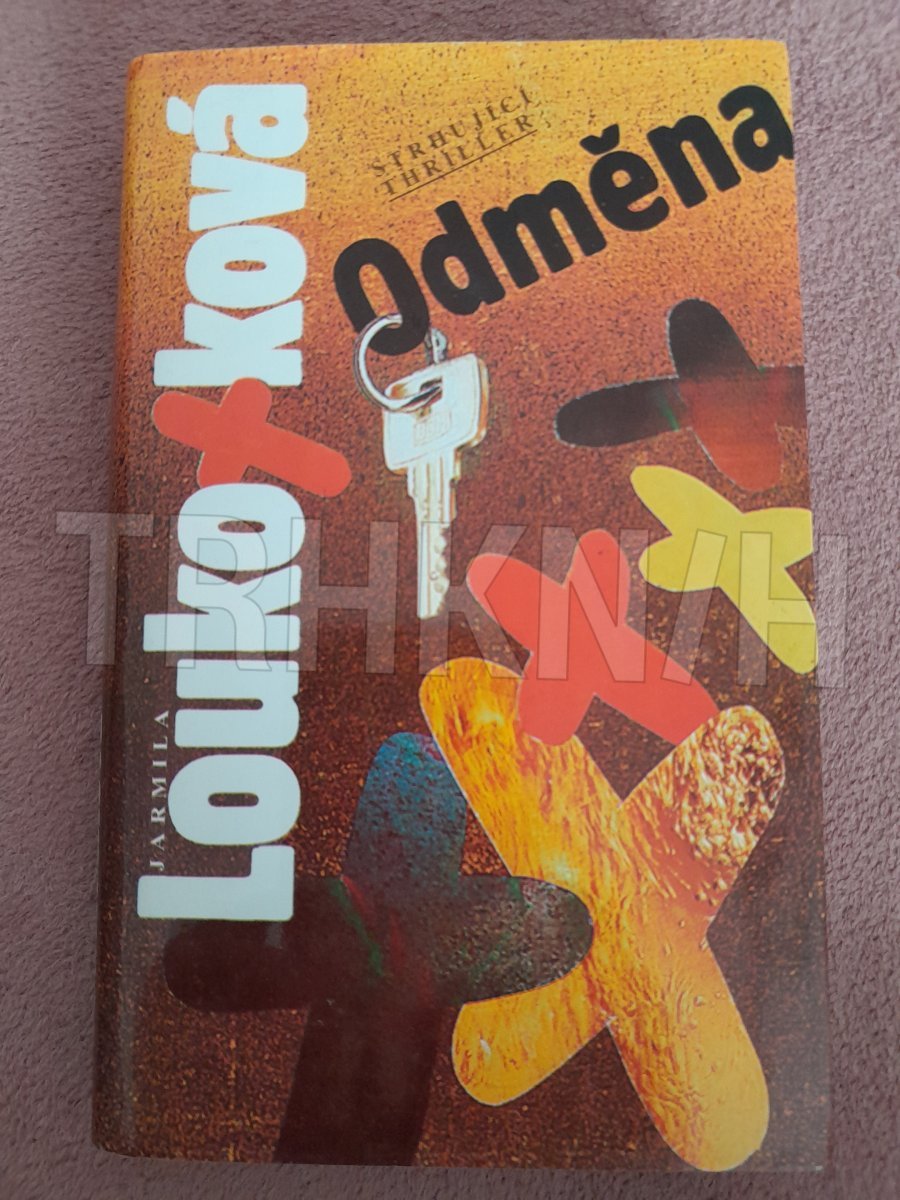 JARMILA
Loukotková
STRHUJÍCÍ
THRILLER
Odměna
TRHKNIH